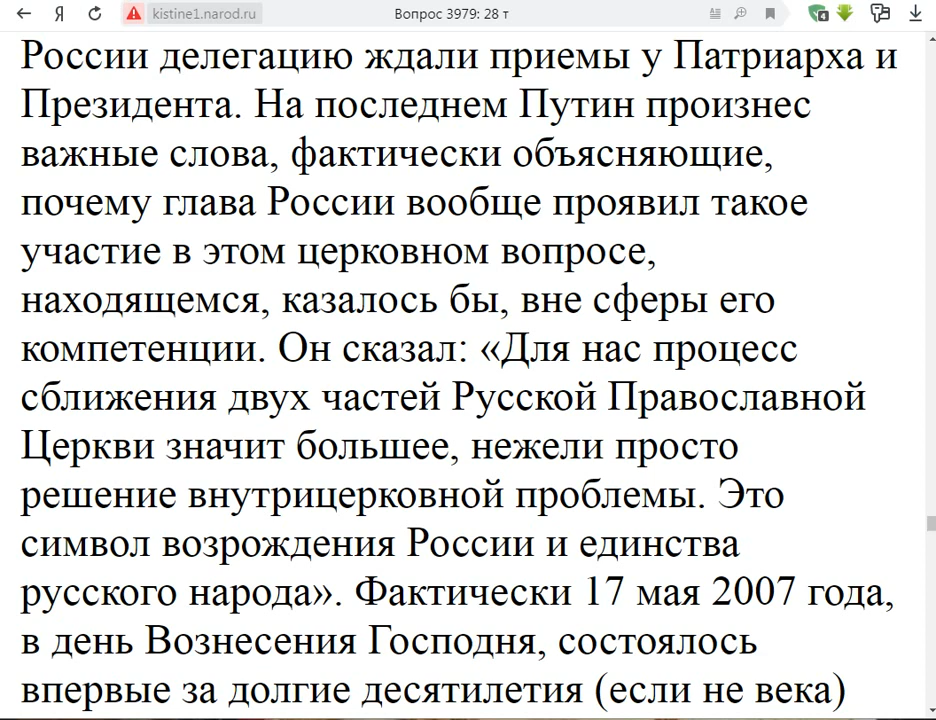 Я kistine1.narod.ru Вопрос 3979: 28 т 4
России делегацию ждали приемы у Патриарха и
Президента. На последнем Путин произнес
важные слова, фактически объясняющие,
почему глава России вообще проявил такое
участие в этом церковном вопросе,
находящемся, казалось бы, вне сферы его
компетенции. Он сказал: «Для нас процесс
сближения двух частей Русской Православной
Церкви значит большее, нежели просто
решение внутрицерковной проблемы. Это
символ возрождения России и единства
русского народа». Фактически 17 мая 2007 года,
в день Вознесения Господня, состоялось
впервые за долгие десятилетия (если не века)